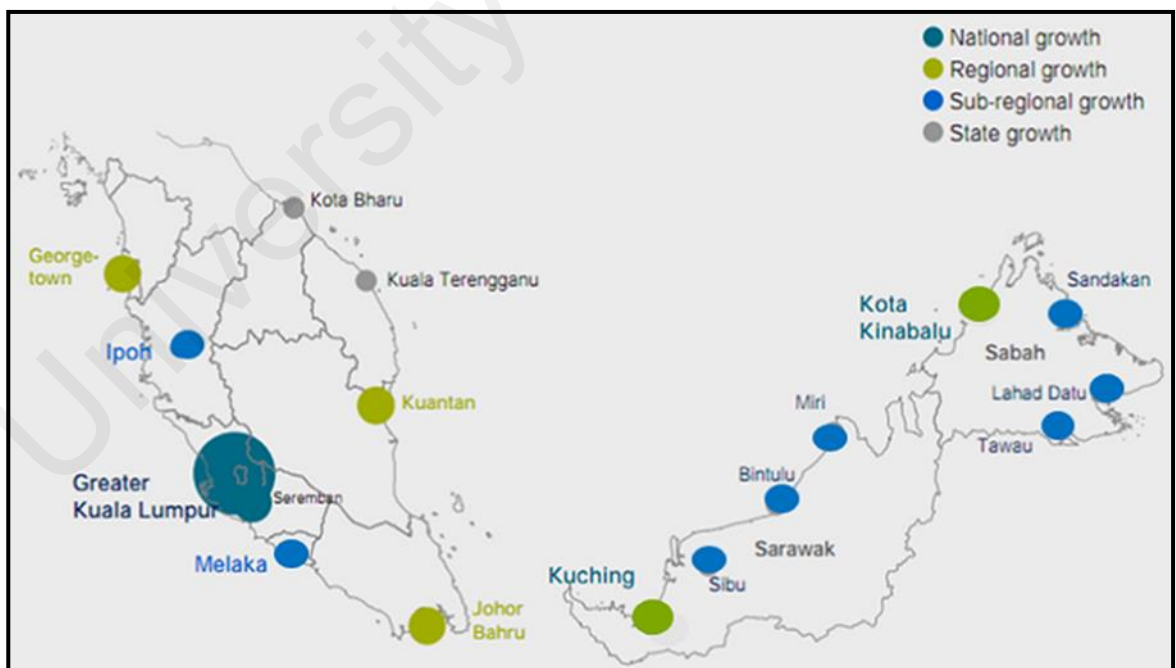 University
National growth
Regional growth
Sub-regional growth
State growth
Kota Bharu
George-
town
Kuala Terengganu
Ipoh
Kuantan
Greater
Kuala Lumpur
Seremban
Melaka
Johor
Bahru
Kota
Kinabalu
Sandakan
Sabah
Lahad Datu
Tawau
Miri
Bintulu
Sarawak
Sibu
Kuching